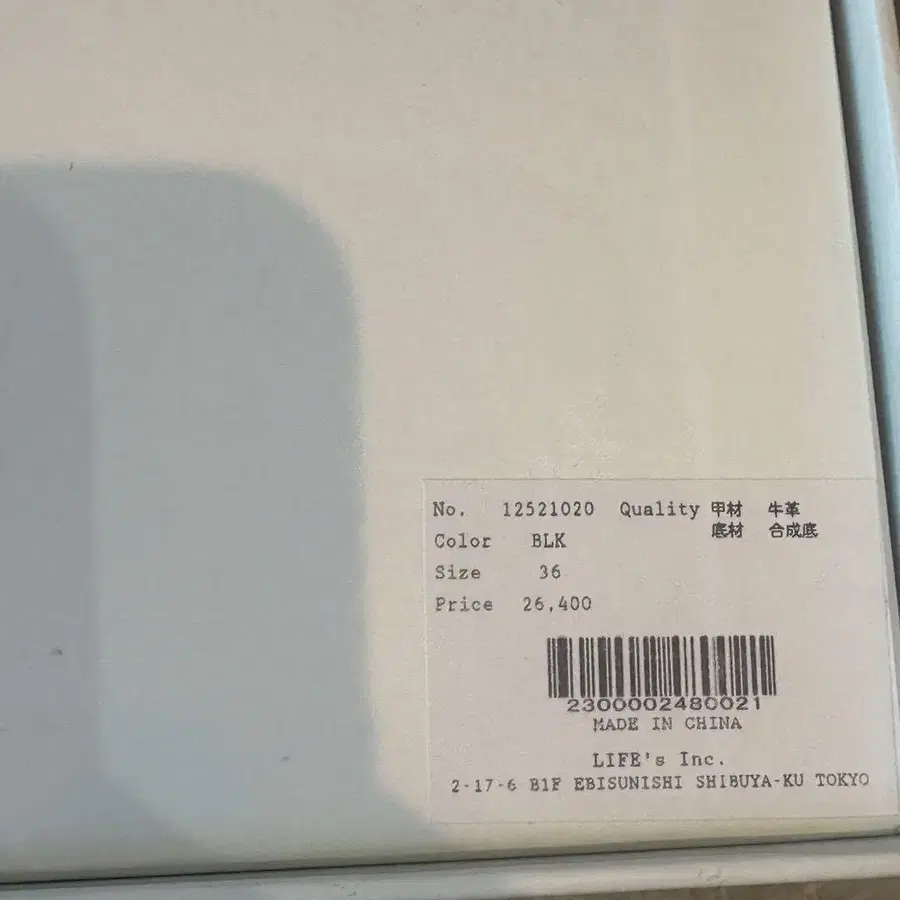 No. 12521020 Quality 甲材 牛革
底材 合成底
Color BLK
Size 36
Price 26,400
2300002480021
MADE IN CHINA
LIFE's Inc.
2-17-6 B1F EBISUNISHI SHIBUYA-KU TOKYO